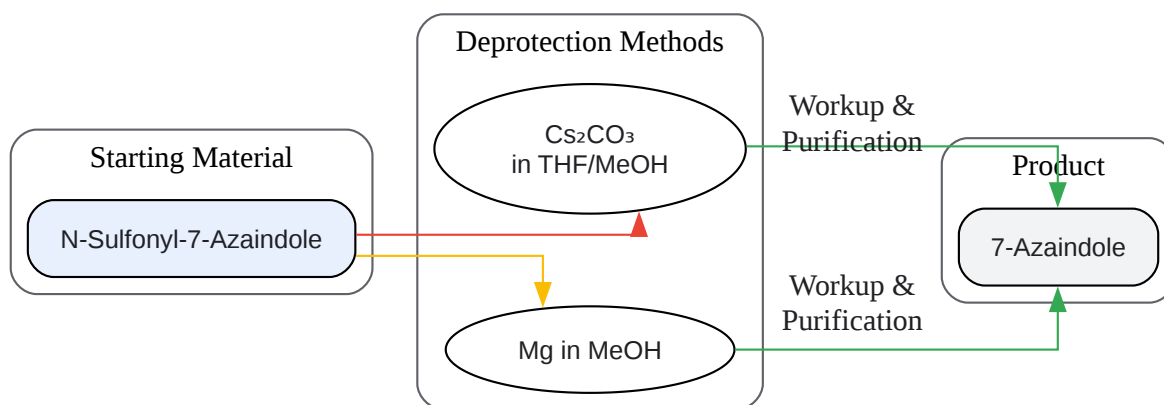 Deprotection Methods
Starting Material
N-Sulfonyl-7-Azaindole
Cs₂CO₃
in THF/MeOH
Mg in MeOH
Workup &
Purification
Workup &
Purification
Product
7-Azaindole